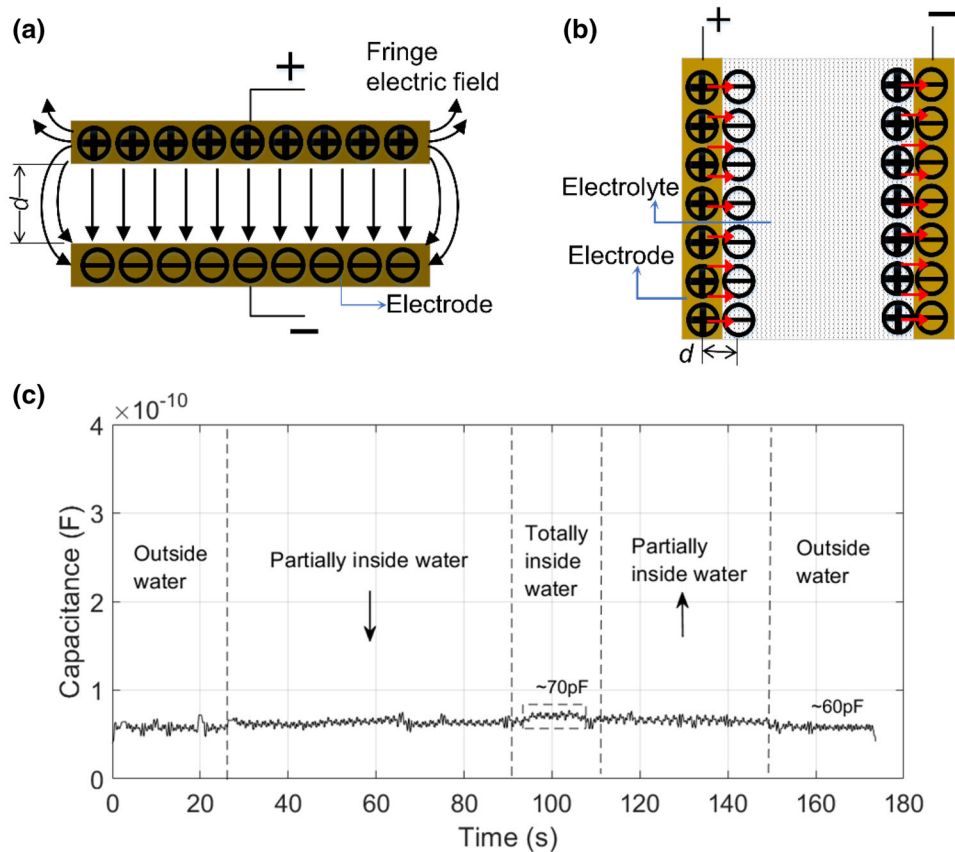 (a)
+
Fringe
electric field
d
Electrode
−
(b)
+
−
Electrolyte
Electrode
d
(c)
×10⁻¹⁰
4
3
2
1
0
Capacitance (F)
Outside
water
Partially inside water
Totally
inside
water
Partially
inside water
Outside
water
~70pF
~60pF
0 20 40 60 80 100 120 140 160 180
Time (s)